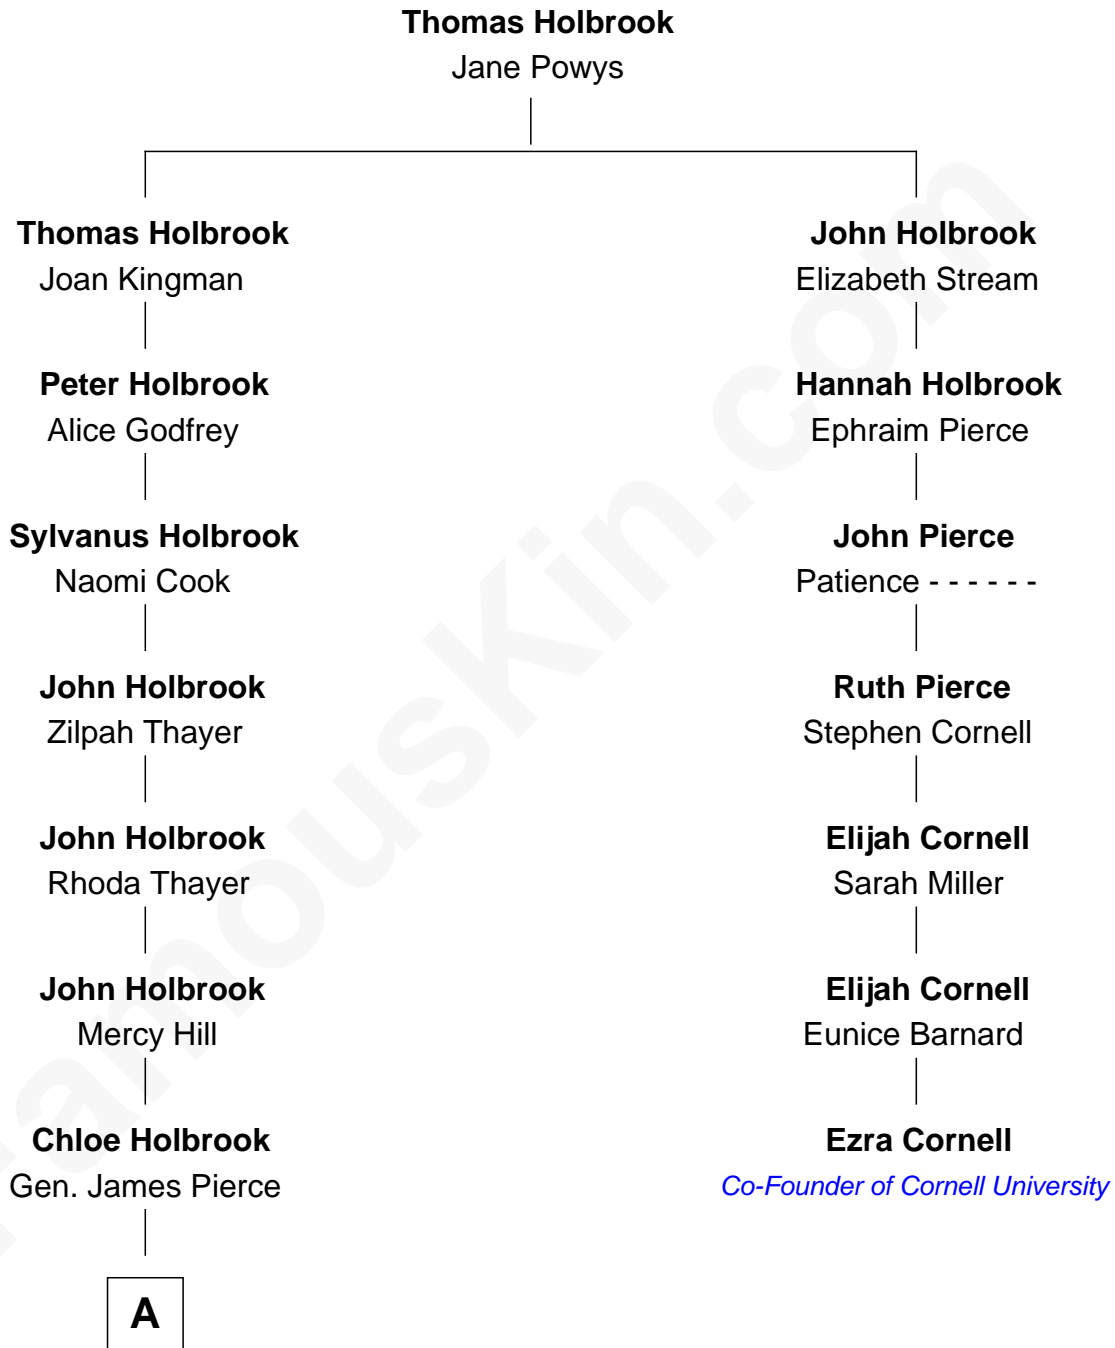 Thomas Holbrook
Jane Powys
Thomas Holbrook
Joan Kingman
Peter Holbrook
Alice Godfrey
Sylvanus Holbrook
Naomi Cook
John Holbrook
Zilpah Thayer
John Holbrook
Rhoda Thayer
John Holbrook
Mercy Hill
Chloe Holbrook
Gen. James Pierce
A
John Holbrook
Elizabeth Stream
Hannah Holbrook
Ephraim Pierce
John Pierce
Patience - - - - - -
Ruth Pierce
Stephen Cornell
Elijah Cornell
Sarah Miller
Elijah Cornell
Eunice Barnard
Ezra Cornell
Co-Founder of Cornell University
FamousKin.com